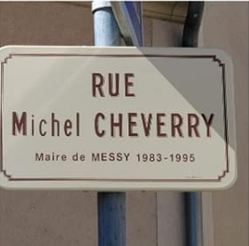 RUE
Michel CHEVERRY
Maire de MESSY 1983-1995